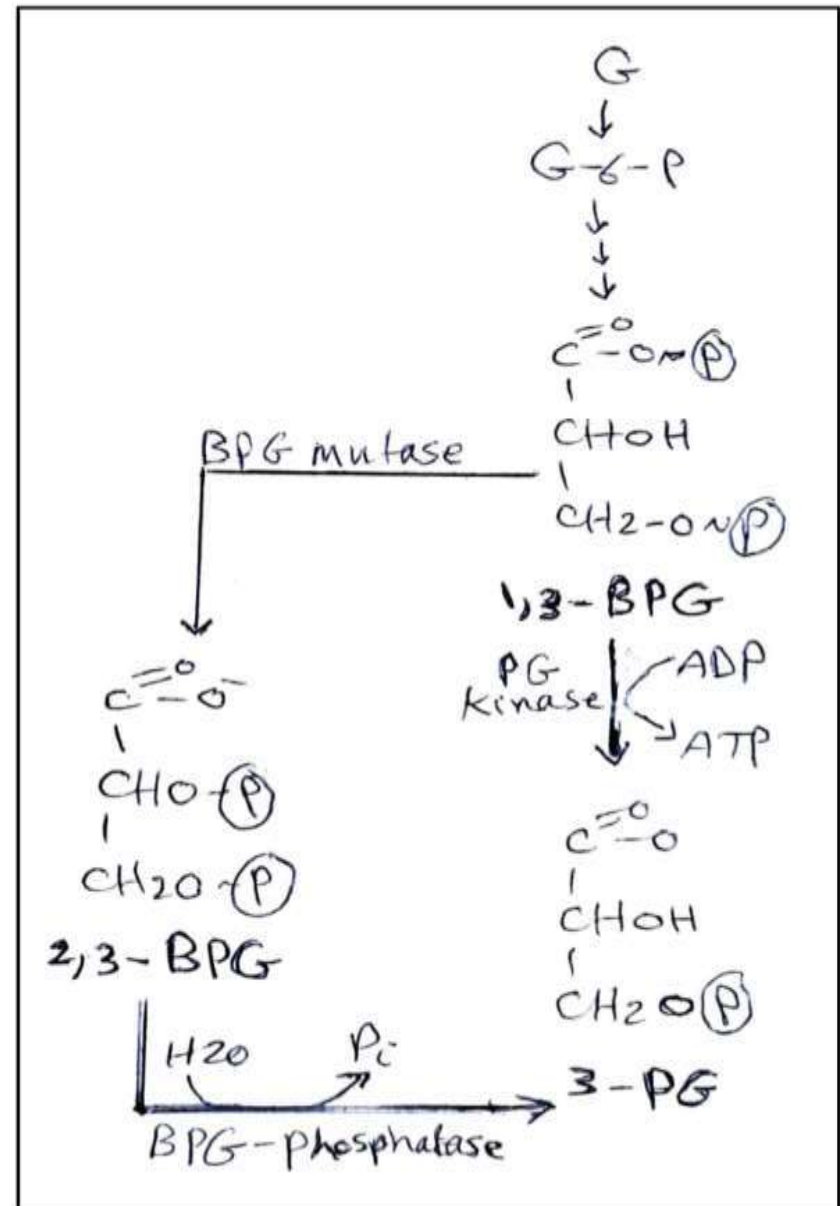 G
G-6-P
C=O -O~P
CHOH
CH2-O~P
1,3-BPG
BPG mutase
PG
Kinase
ADP
ATP
C=O -O⁻
CHO-P
CH2O~P
2,3-BPG
C=O -O
CHOH
CH2OP
3-PG
H2O
Pi
BPG-phosphatase